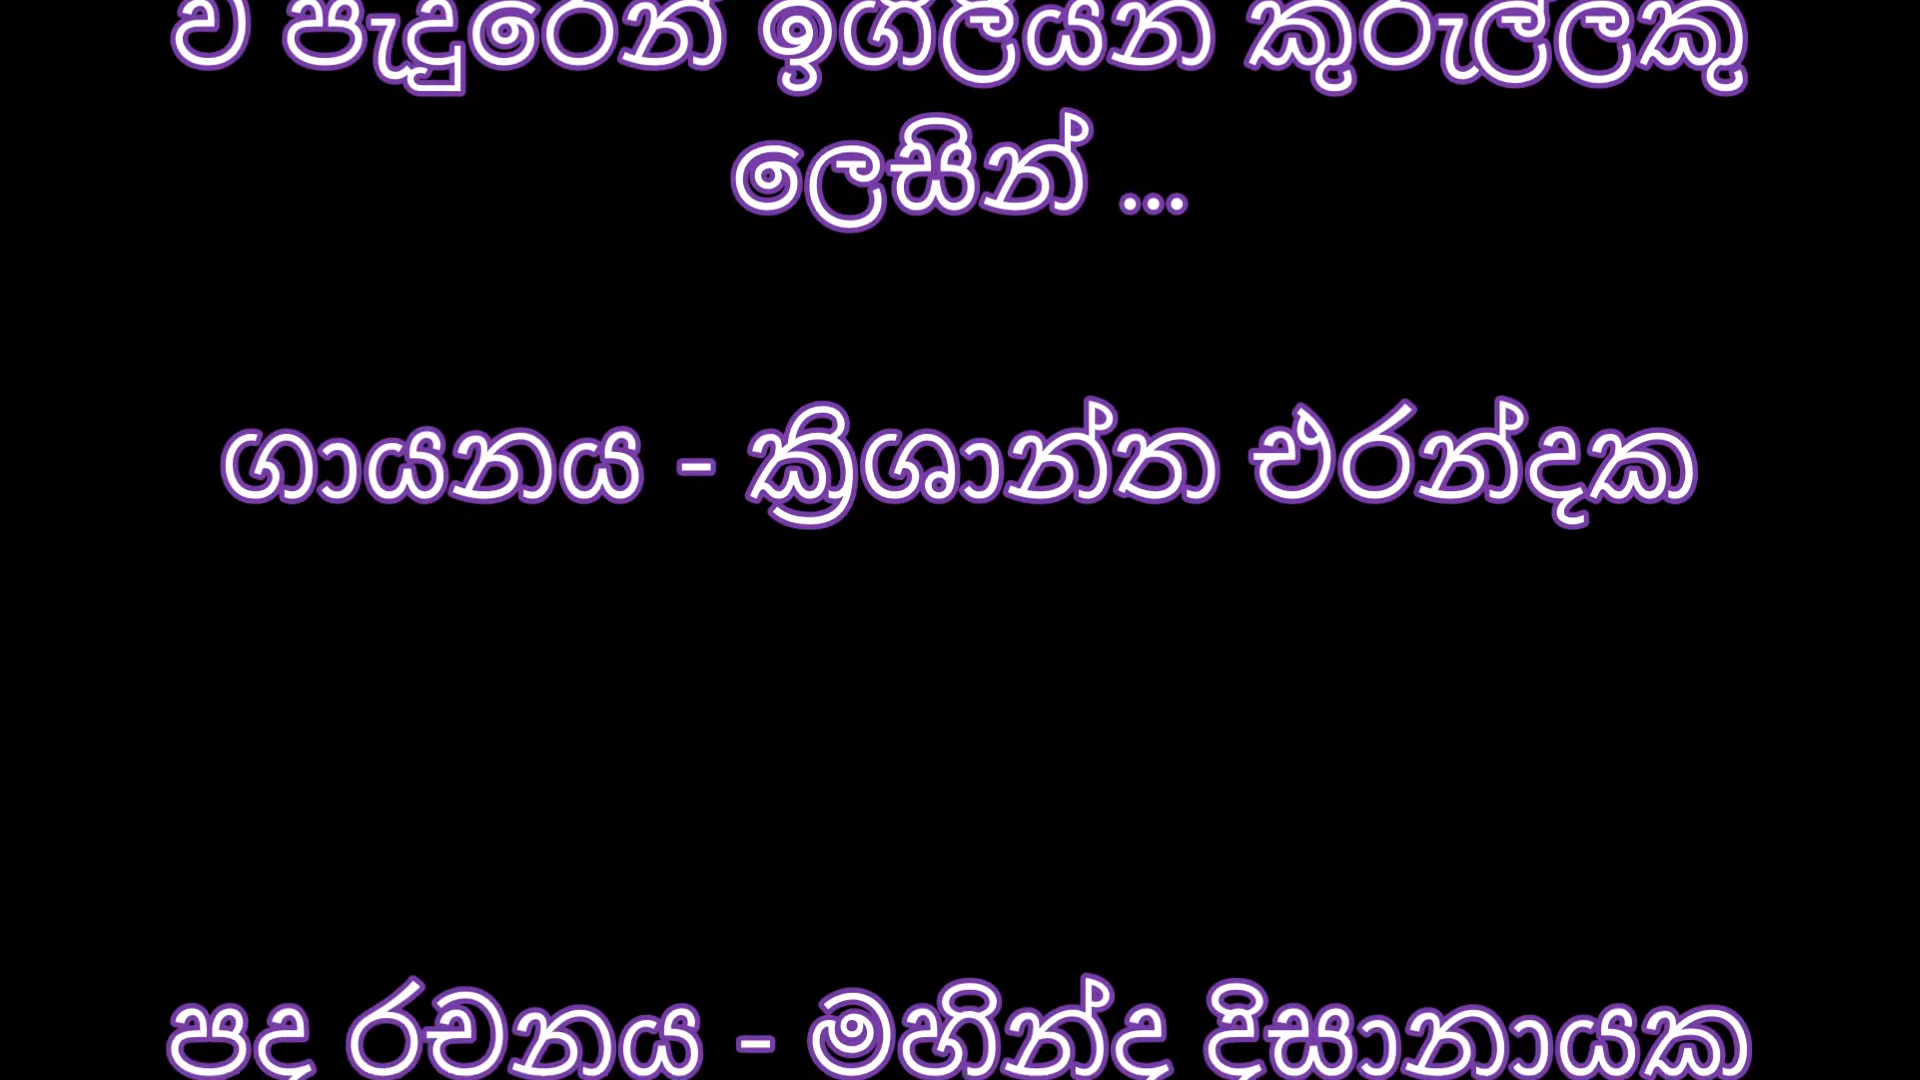 ව පැදුරෙන් ඉගිලියන කුරුල්ලකු
ලෙසින් ...
ගායනය - ක්‍රිශාන්ත එරන්දක
පද රචනය - මහින්ද දිසානායක